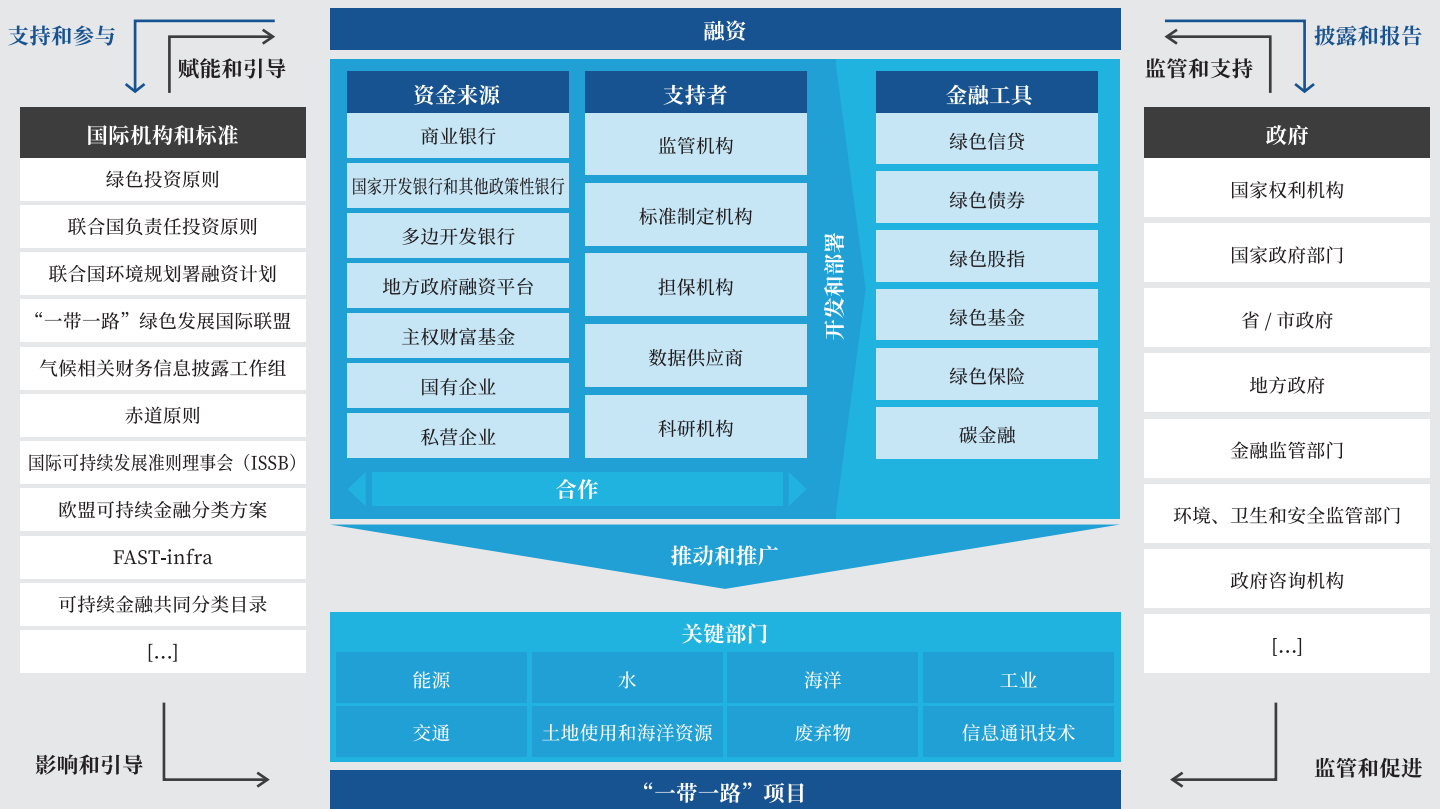 支持和参与
赋能和引导
国际机构和标准
绿色投资原则
联合国负责任投资原则
联合国环境规划署融资计划
“一带一路”绿色发展国际联盟
气候相关财务信息披露工作组
赤道原则
国际可持续发展准则理事会（ISSB）
欧盟可持续金融分类方案
FAST-infra
可持续金融共同分类目录
[...]
影响和引导
融资
资金来源
商业银行
国家开发银行和其他政策性银行
多边开发银行
地方政府融资平台
主权财富基金
国有企业
私营企业
支持者
监管机构
标准制定机构
担保机构
数据供应商
科研机构
合作
开发和部署
金融工具
绿色信贷
绿色债券
绿色股指
绿色基金
绿色保险
碳金融
推动和推广
关键部门
能源
水
海洋
工业
交通
土地使用和海洋资源
废弃物
信息通讯技术
“一带一路”项目
披露和报告
监管和支持
政府
国家权利机构
国家政府部门
省 / 市政府
地方政府
金融监管部门
环境、卫生和安全监管部门
政府咨询机构
[...]
监管和促进